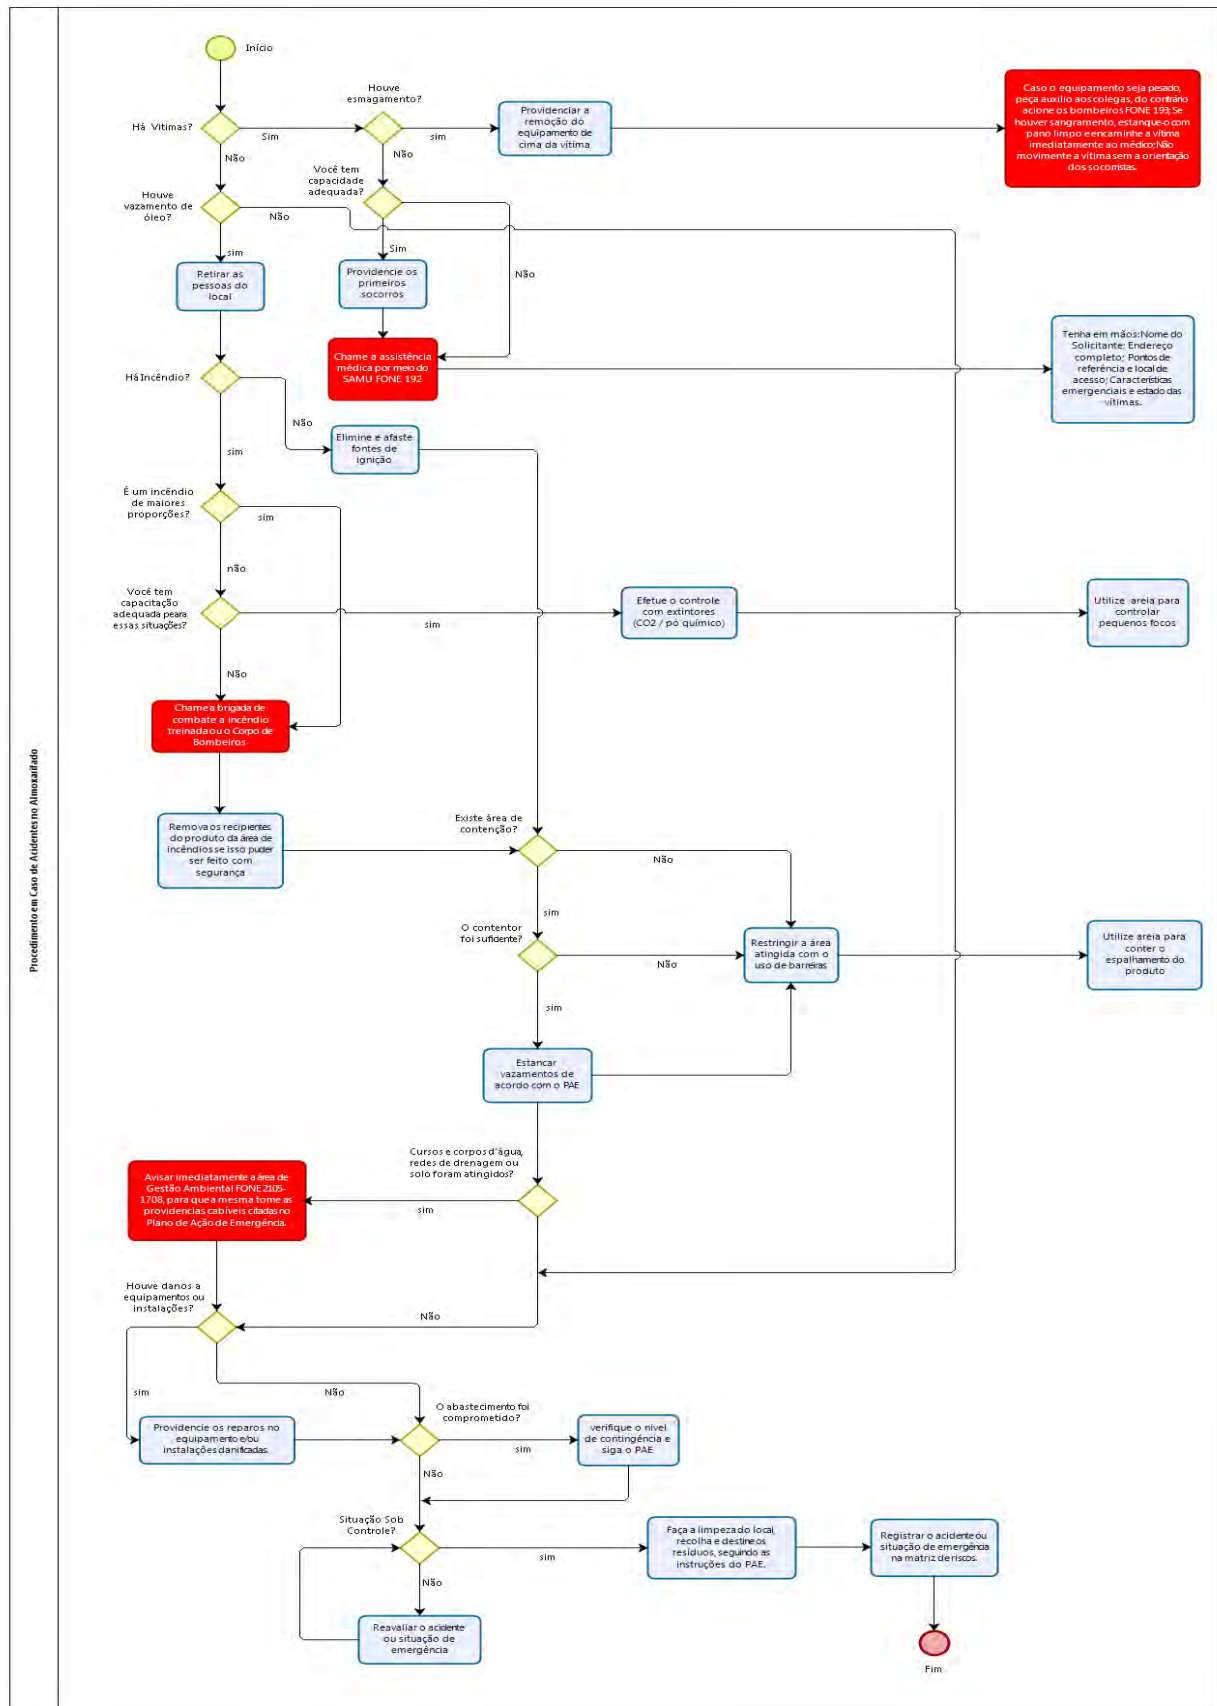 Procedimento em Caso de Acidentes no Almoxarifado
Início
Há Vitimas?
Sim
Não
Houve
esmagamento?
sim
Não
Providenciar a
remoção do
equipamento de
cima da vítima
Caso o equipamento seja pesado,
peça auxilio aos colegas, do contrário
acione os bombeiros FONE 193; Se
houver sangramento, estanque-o com
pano limpo e encaminhe a vítima
imediatamente ao médico; Não
movimente a vítima sem a orientação
dos socorristas.
Você tem
capacidade
adequada?
Sim
Não
Houve
vazamento de
óleo?
Não
sim
Retirar as
pessoas do
local
Providencie os
primeiros
socorros
Chame a assistência
médica por meio do
SAMU FONE 192
Tenha em mãos: Nome do
Solicitante; Endereço
completo; Pontos de
referência e local de
acesso; Características
emergenciais e estado das
vítimas.
Há Incêndio?
Não
sim
Elimine e afaste
fontes de
ignição
É um incêndio
de maiores
proporções?
sim
não
Você tem
capacitação
adequada peara
essas situações?
sim
Não
Efetue o controle
com extintores
(CO2 / pó químico)
Utilize areia para
controlar
pequenos focos
Chame a brigada de
combate a incêndio
treinada ou o Corpo de
Bombeiros
Remova os recipientes
do produto da área de
incêndios se isso puder
ser feito com
segurança
Existe área de
contenção?
Não
sim
O contentor
foi suficiente?
Não
sim
Restringir a área
atingida com o
uso de barreiras
Utilize areia para
conter o
espalhamento do
produto
Estancar
vazamentos de
acordo com o PAE
Cursos e corpos d'água,
redes de drenagem ou
solo foram atingidos?
sim
Não
Avisar imediatamente a área de
Gestão Ambiental FONE 2105-
1708, para que a mesma tome as
providencias cabíveis citadas no
Plano de Ação de Emergência.
Houve danos a
equipamentos ou
instalações?
sim
Não
Providencie os reparos no
equipamento e/ou
instalações danificadas.
O abastecimento foi
comprometido?
sim
Não
verifique o nível
de contingência e
siga o PAE
Situação Sob
Controle?
sim
Não
Faça a limpeza do local,
recolha e destine os
resíduos, seguindo as
instruções do PAE.
Registrar o acidente ou
situação de emergência
na matriz de riscos.
Reavaliar o acidente
ou situação de
emergência
Fim